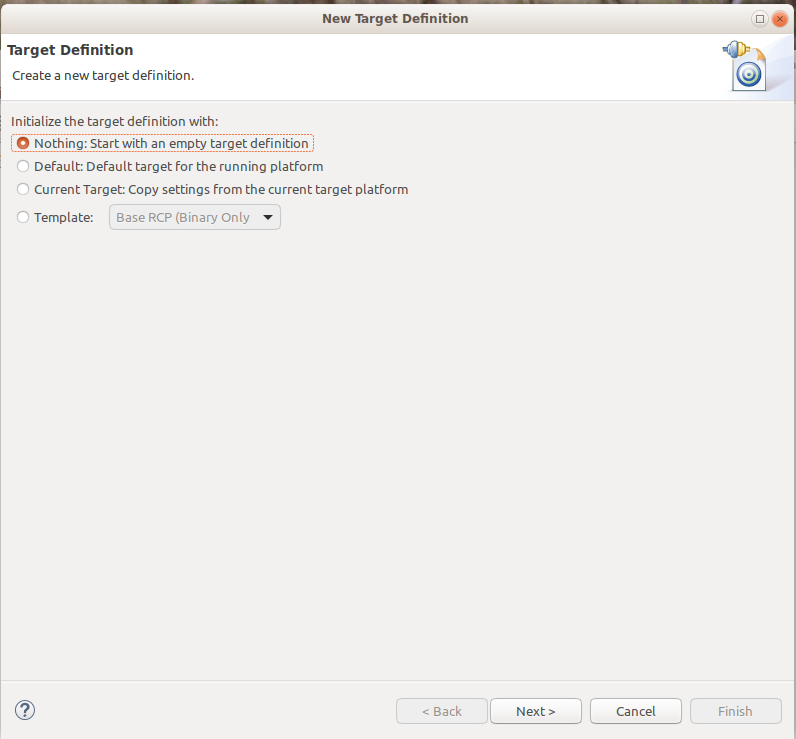 New Target Definition
Target Definition
Create a new target definition.
Initialize the target definition with:
Nothing: Start with an empty target definition
Default: Default target for the running platform
Current Target: Copy settings from the current target platform
Template: Base RCP (Binary Only
? < Back Next > Cancel Finish